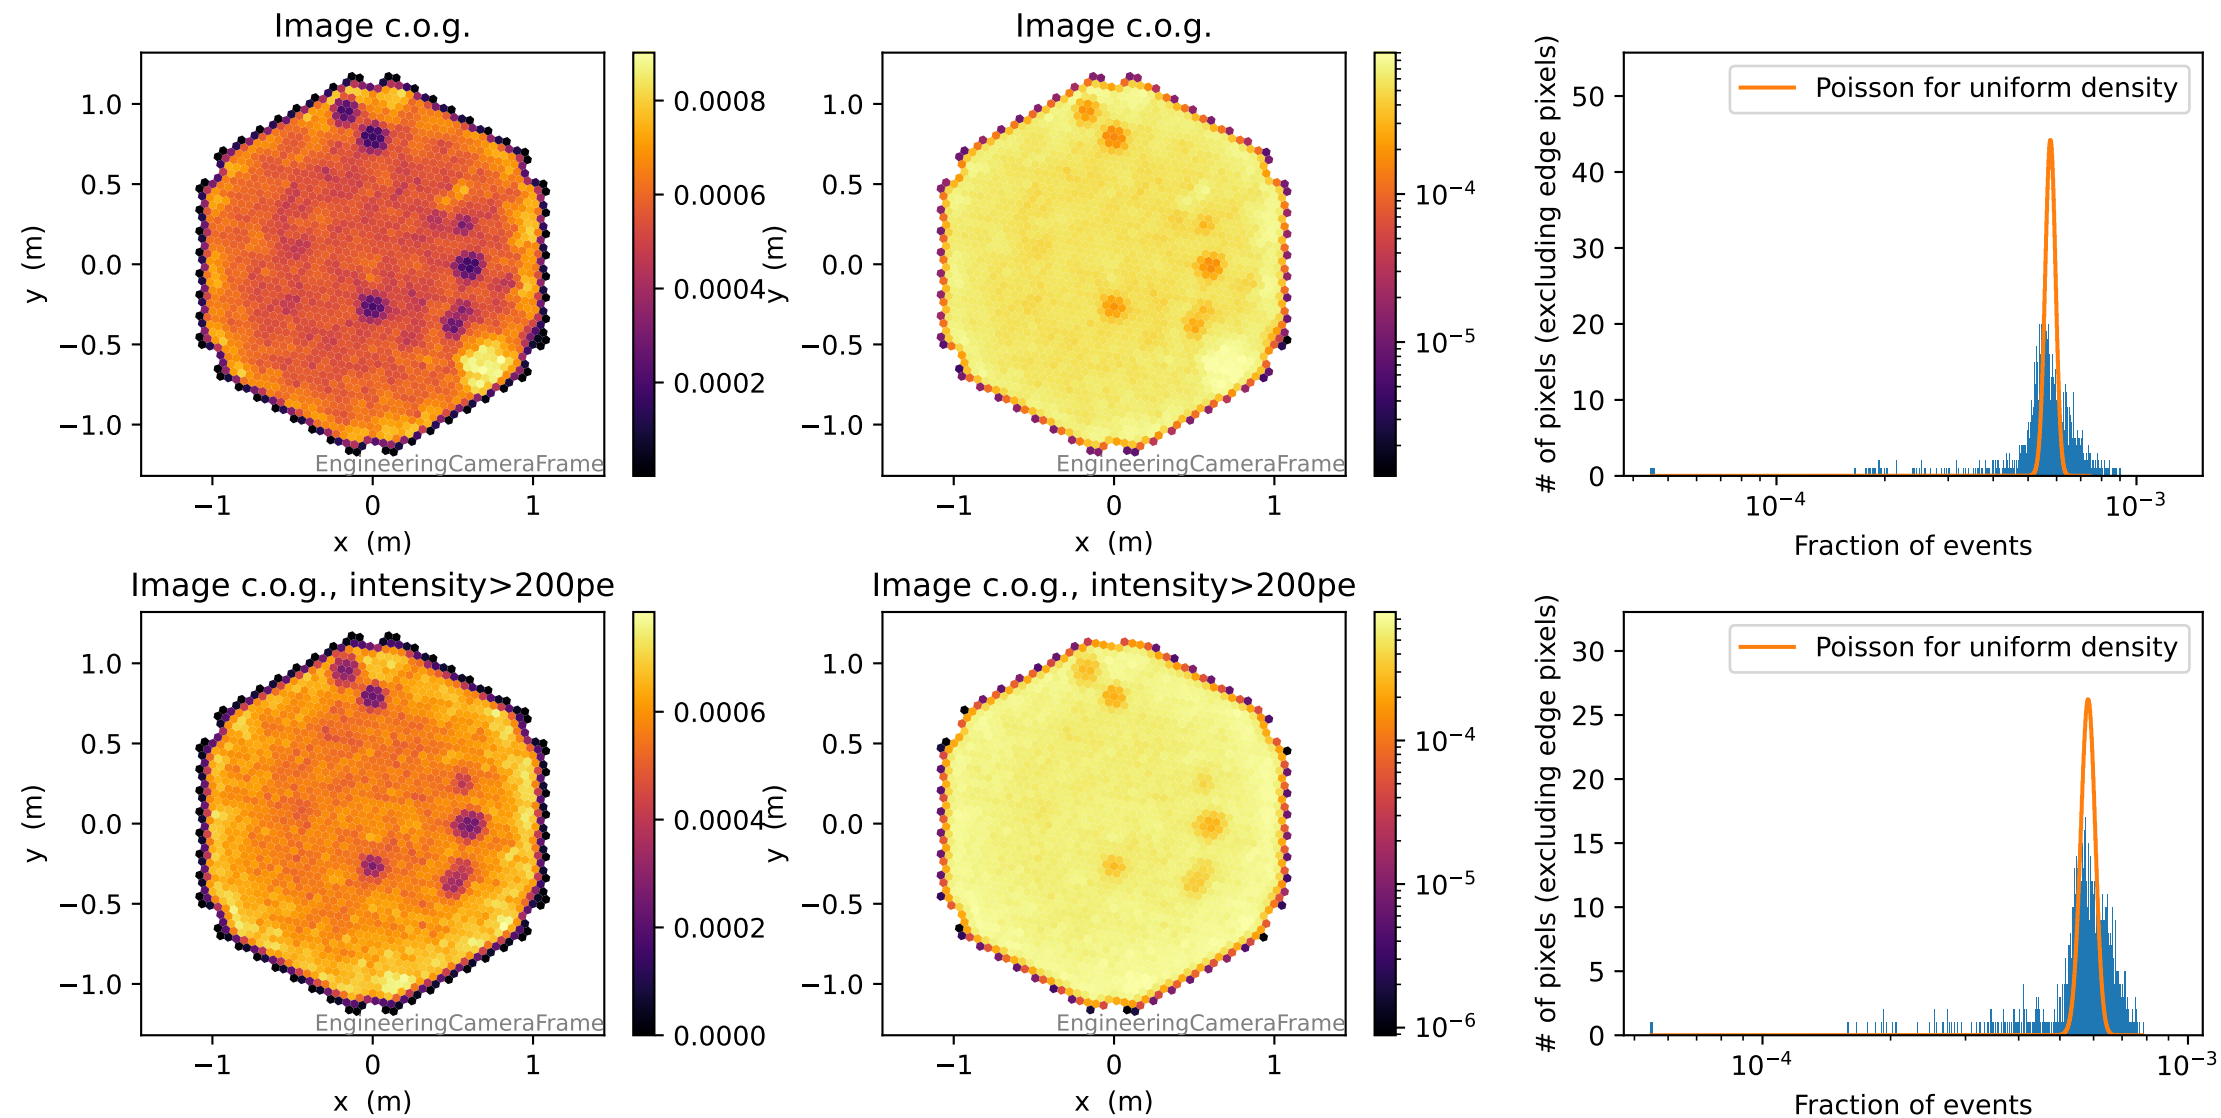 Image c.o.g.
1.0
0.5
0.0
−0.5
−1.0
y (m)
−1
0
1
x (m)
EngineeringCameraFrame
0.0008
0.0006
0.0004
0.0002
Image c.o.g.
1.0
0.5
0.0
−0.5
−1.0
y (m)
−1
0
1
x (m)
EngineeringCameraFrame
10⁻⁴
10⁻⁵
Poisson for uniform density
50
40
30
20
10
0
# of pixels (excluding edge pixels)
10⁻⁴
10⁻³
Fraction of events
Image c.o.g., intensity>200pe
1.0
0.5
0.0
−0.5
−1.0
y (m)
−1
0
1
x (m)
EngineeringCameraFrame
0.0006
0.0004
0.0002
0.0000
Image c.o.g., intensity>200pe
1.0
0.5
0.0
−0.5
−1.0
y (m)
−1
0
1
x (m)
EngineeringCameraFrame
10⁻⁴
10⁻⁵
10⁻⁶
Poisson for uniform density
30
25
20
15
10
5
0
# of pixels (excluding edge pixels)
10⁻⁴
10⁻³
Fraction of events